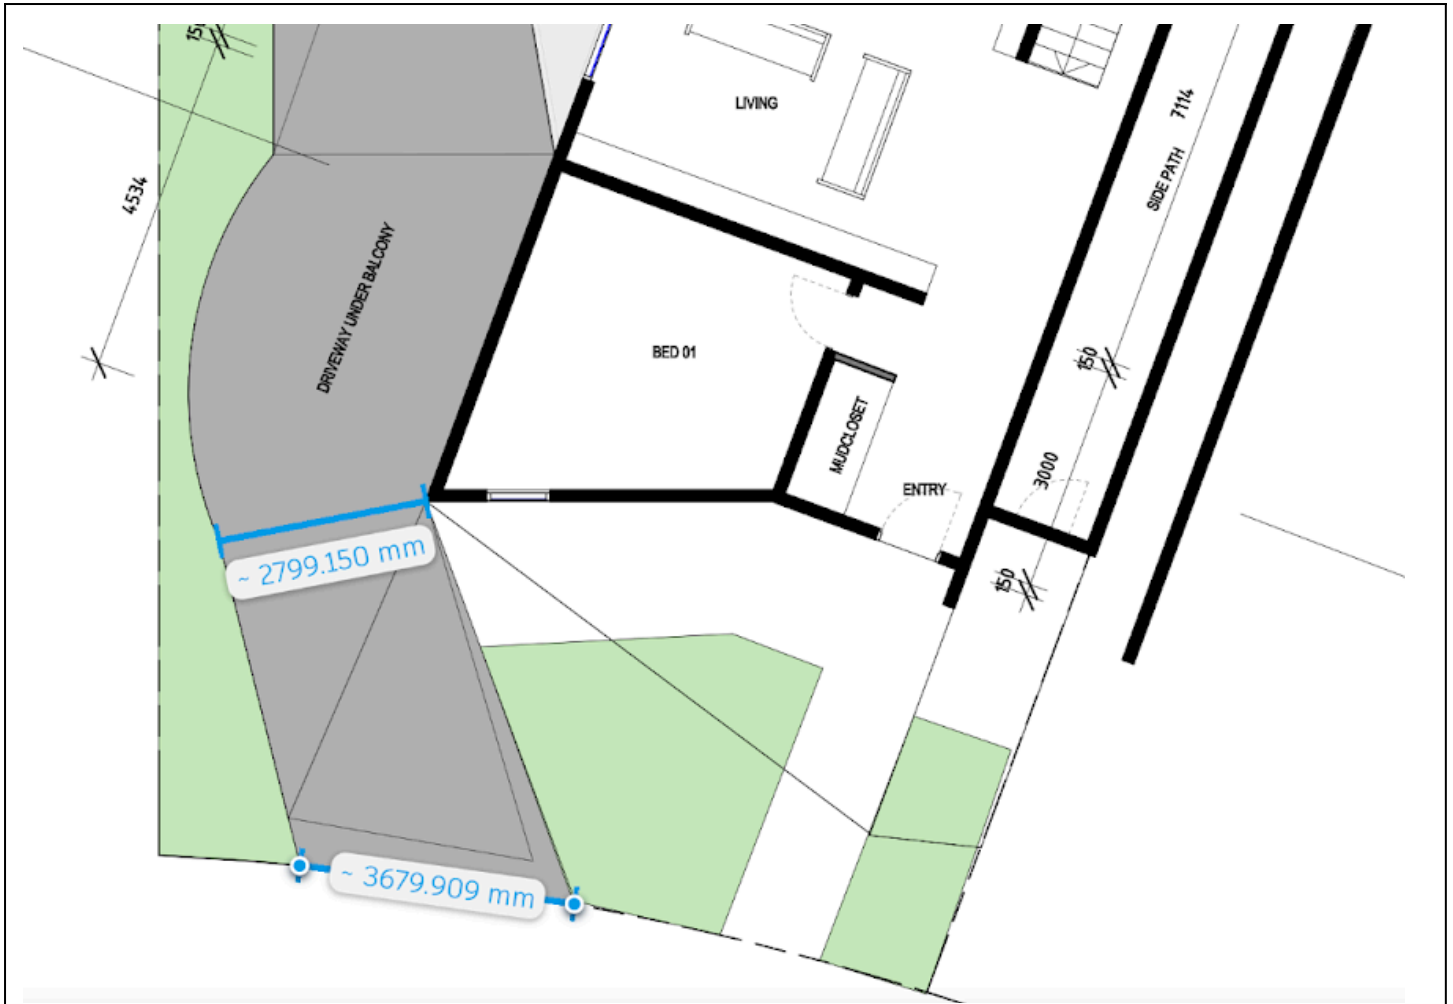 150
LIVING
7114
SIDE PATH
4534
DRIVEWAY UNDER BALCONY
BED 01
150
MUDCLOSET
3000
ENTRY
~ 2799.150 mm
150
~ 3679.909 mm